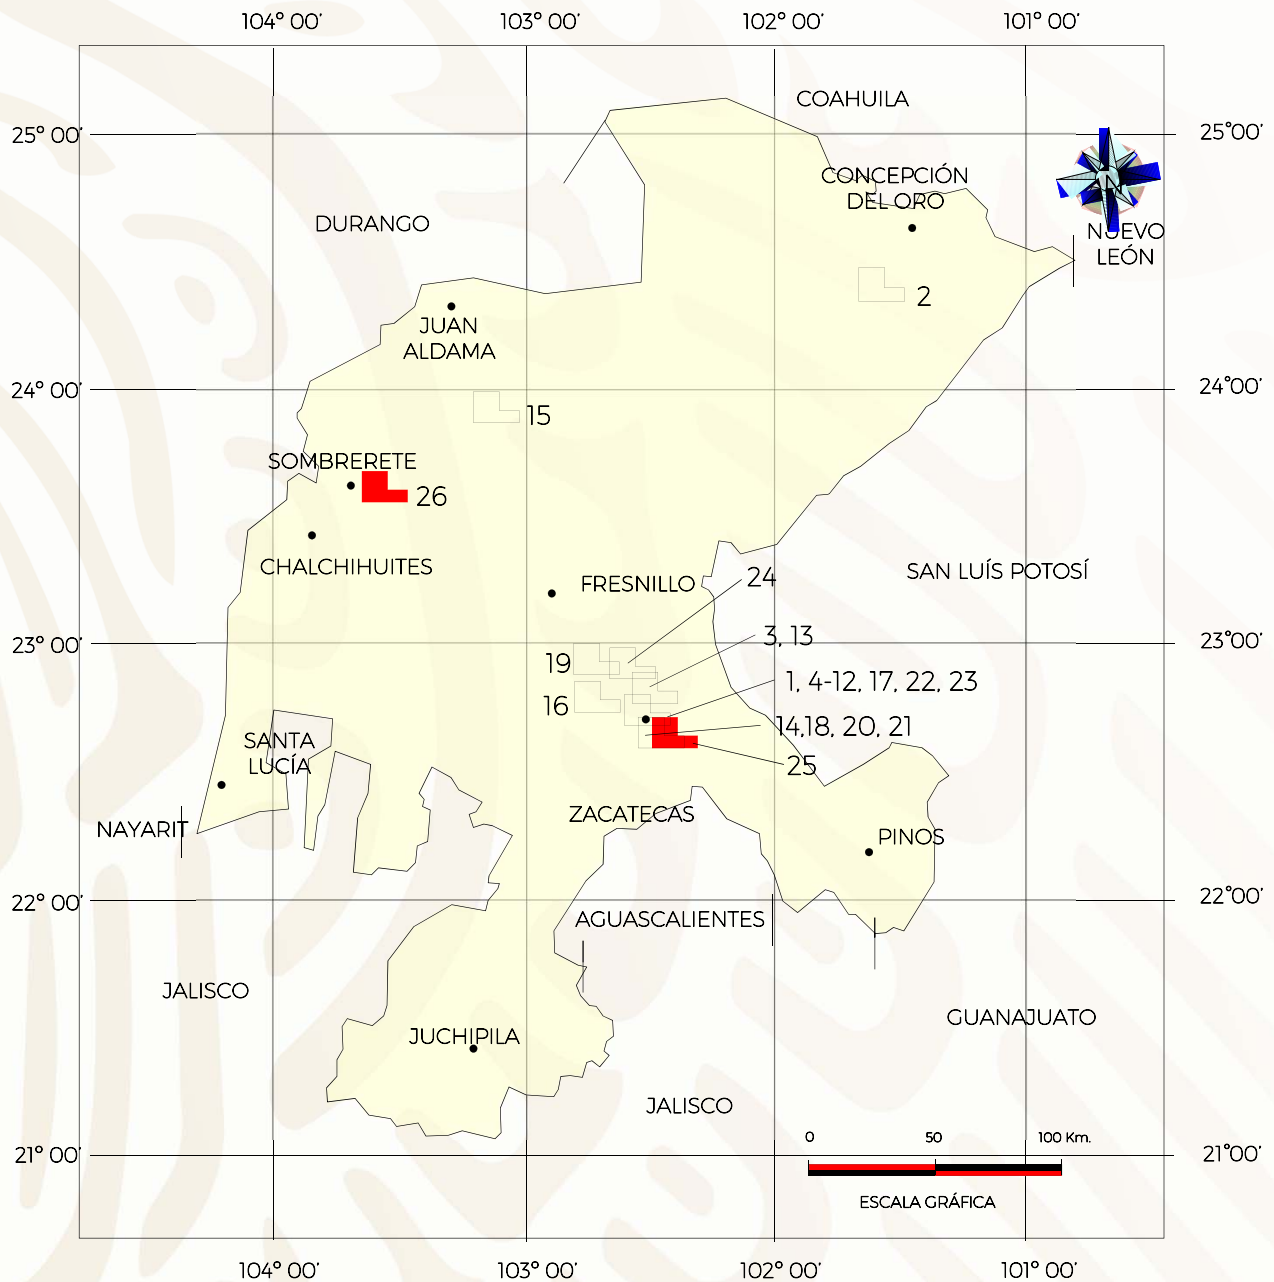 104° 00'
103° 00'
102° 00'
101° 00'
COAHUILA
25° 00'
25°00'
CONCEPCIÓN
DEL ORO
N
DURANGO
NUEVO
LEÓN
2
JUAN
ALDAMA
24° 00'
24°00'
15
SOMBRERETE
26
CHALCHIHUITES
FRESNILLO
24
SAN LUÍS POTOSÍ
3, 13
23° 00'
23°00'
19
1, 4-12, 17, 22, 23
16
14,18, 20, 21
SANTA
LUCÍA
25
ZACATECAS
NAYARIT
PINOS
22° 00'
22°00'
AGUASCALIENTES
JALISCO
GUANAJUATO
JUCHIPILA
JALISCO
0
50
100 Km.
21° 00'
21°00'
ESCALA GRÁFICA
104° 00'
103° 00'
102° 00'
101° 00'